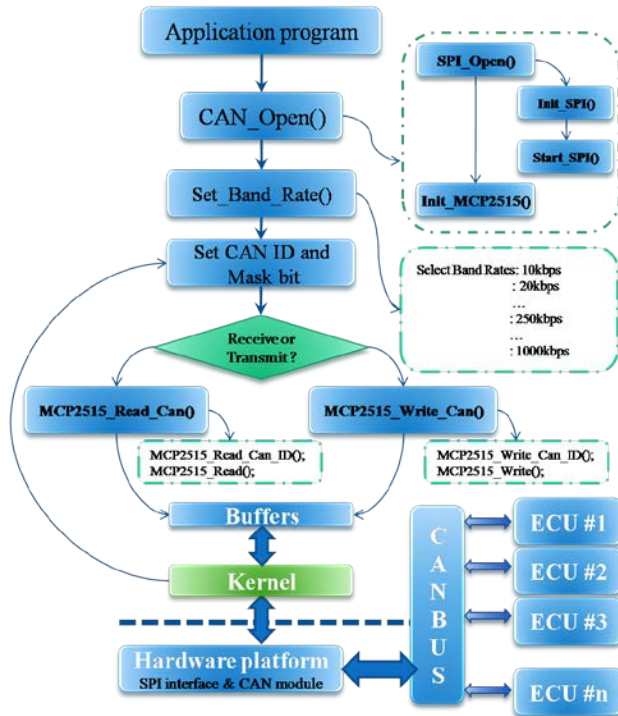 Application program
CAN_Open()
Set_Band_Rate()
Set CAN ID and
Mask bit
Receive or
Transmit?
SPI_Open()
Init_SPI()
Start_SPI()
Init_MCP2515()
Select Band Rates: 10kbps
: 20kbps
...
: 250kbps
...
: 1000kbps
MCP2515_Read_Can()
MCP2515_Write_Can()
MCP2515_Read_Can_ID();
MCP2515_Read();
MCP2515_Write_Can_ID();
MCP2515_Write();
Buffers
Kernel
Hardware platform
SPI interface & CAN module
CANBUS
ECU #1
ECU #2
ECU #3
ECU #n